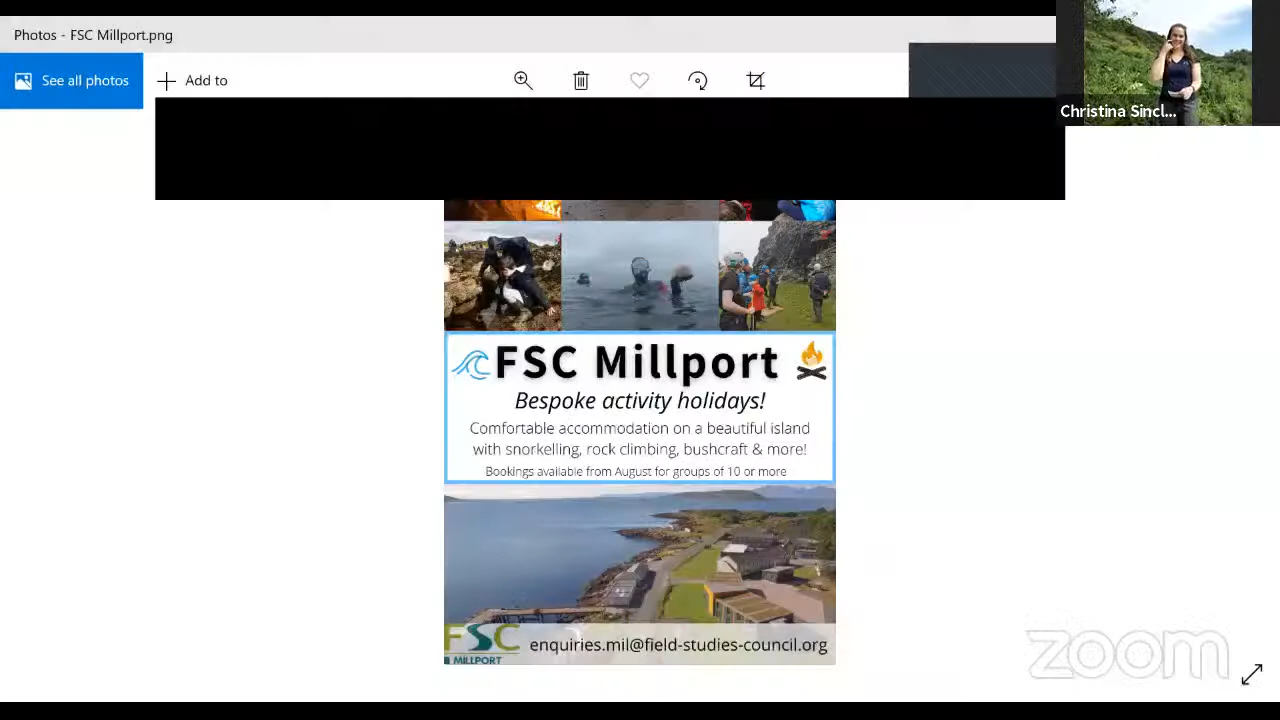 Photos - FSC Millport.png
See all photos
Add to
Christina Sincl...
FSC Millport
Bespoke activity holidays!
Comfortable accommodation on a beautiful island
with snorkelling, rock climbing, bushcraft & more!
Bookings available from August for groups of 10 or more
FSC
MILLPORT
enquiries.mil@field-studies-council.org
zoom